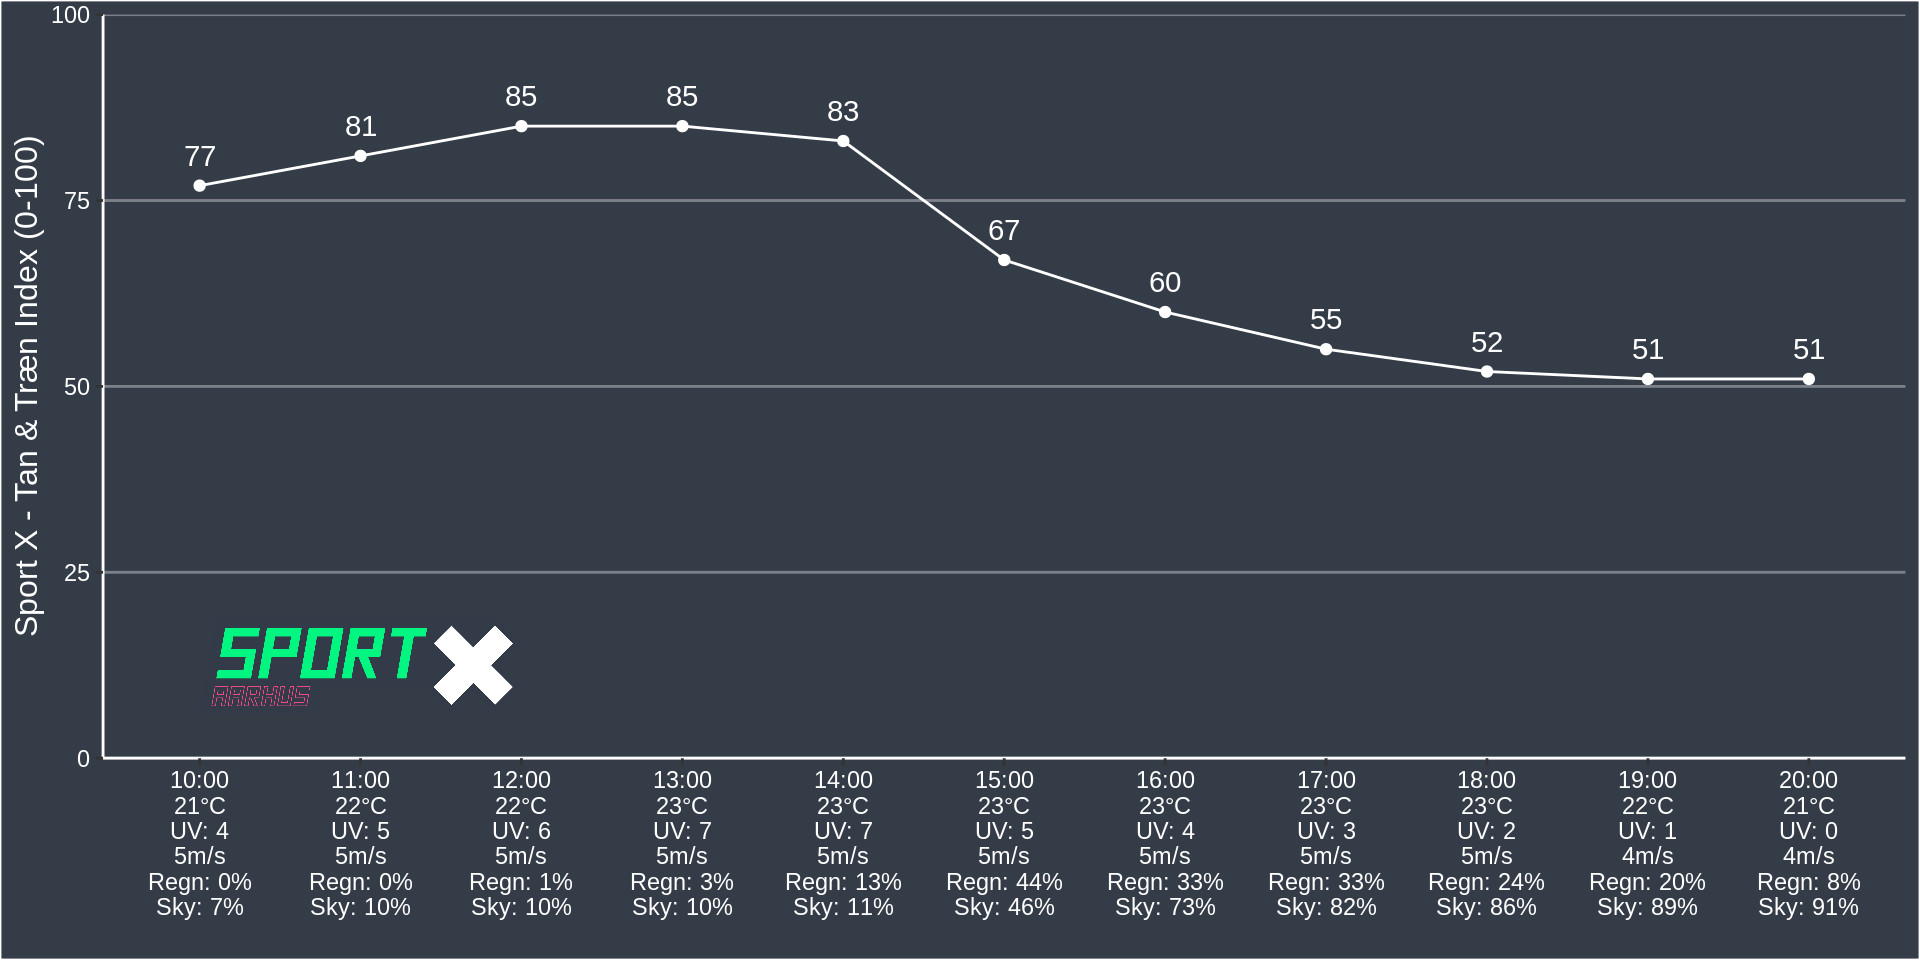 Sport X - Tan & Træn Index (0-100)
100
75
50
25
0
77
81
85
85
83
67
60
55
52
51
51
SPORT X
AARHUS
10:00 11:00 12:00 13:00 14:00 15:00 16:00 17:00 18:00 19:00 20:00
21°C 22°C 22°C 23°C 23°C 23°C 23°C 23°C 23°C 22°C 21°C
UV: 4 UV: 5 UV: 6 UV: 7 UV: 7 UV: 5 UV: 4 UV: 3 UV: 2 UV: 1 UV: 0
5m/s 5m/s 5m/s 5m/s 5m/s 5m/s 5m/s 5m/s 5m/s 4m/s 4m/s
Regn: 0% Regn: 0% Regn: 1% Regn: 3% Regn: 13% Regn: 44% Regn: 33% Regn: 33% Regn: 24% Regn: 20% Regn: 8%
Sky: 7% Sky: 10% Sky: 10% Sky: 10% Sky: 11% Sky: 46% Sky: 73% Sky: 82% Sky: 86% Sky: 89% Sky: 91%